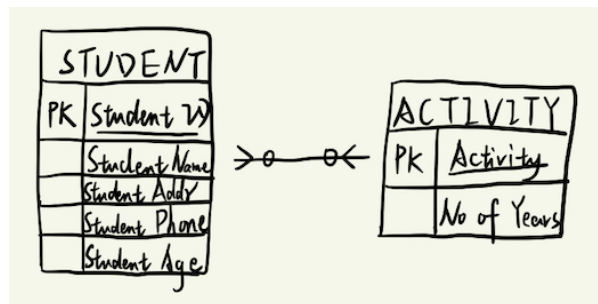 STUDENT
PK Student ID
Student Name
Student Addr
Student Phone
Student Age
ACTIVITY
PK Activity
No of Years